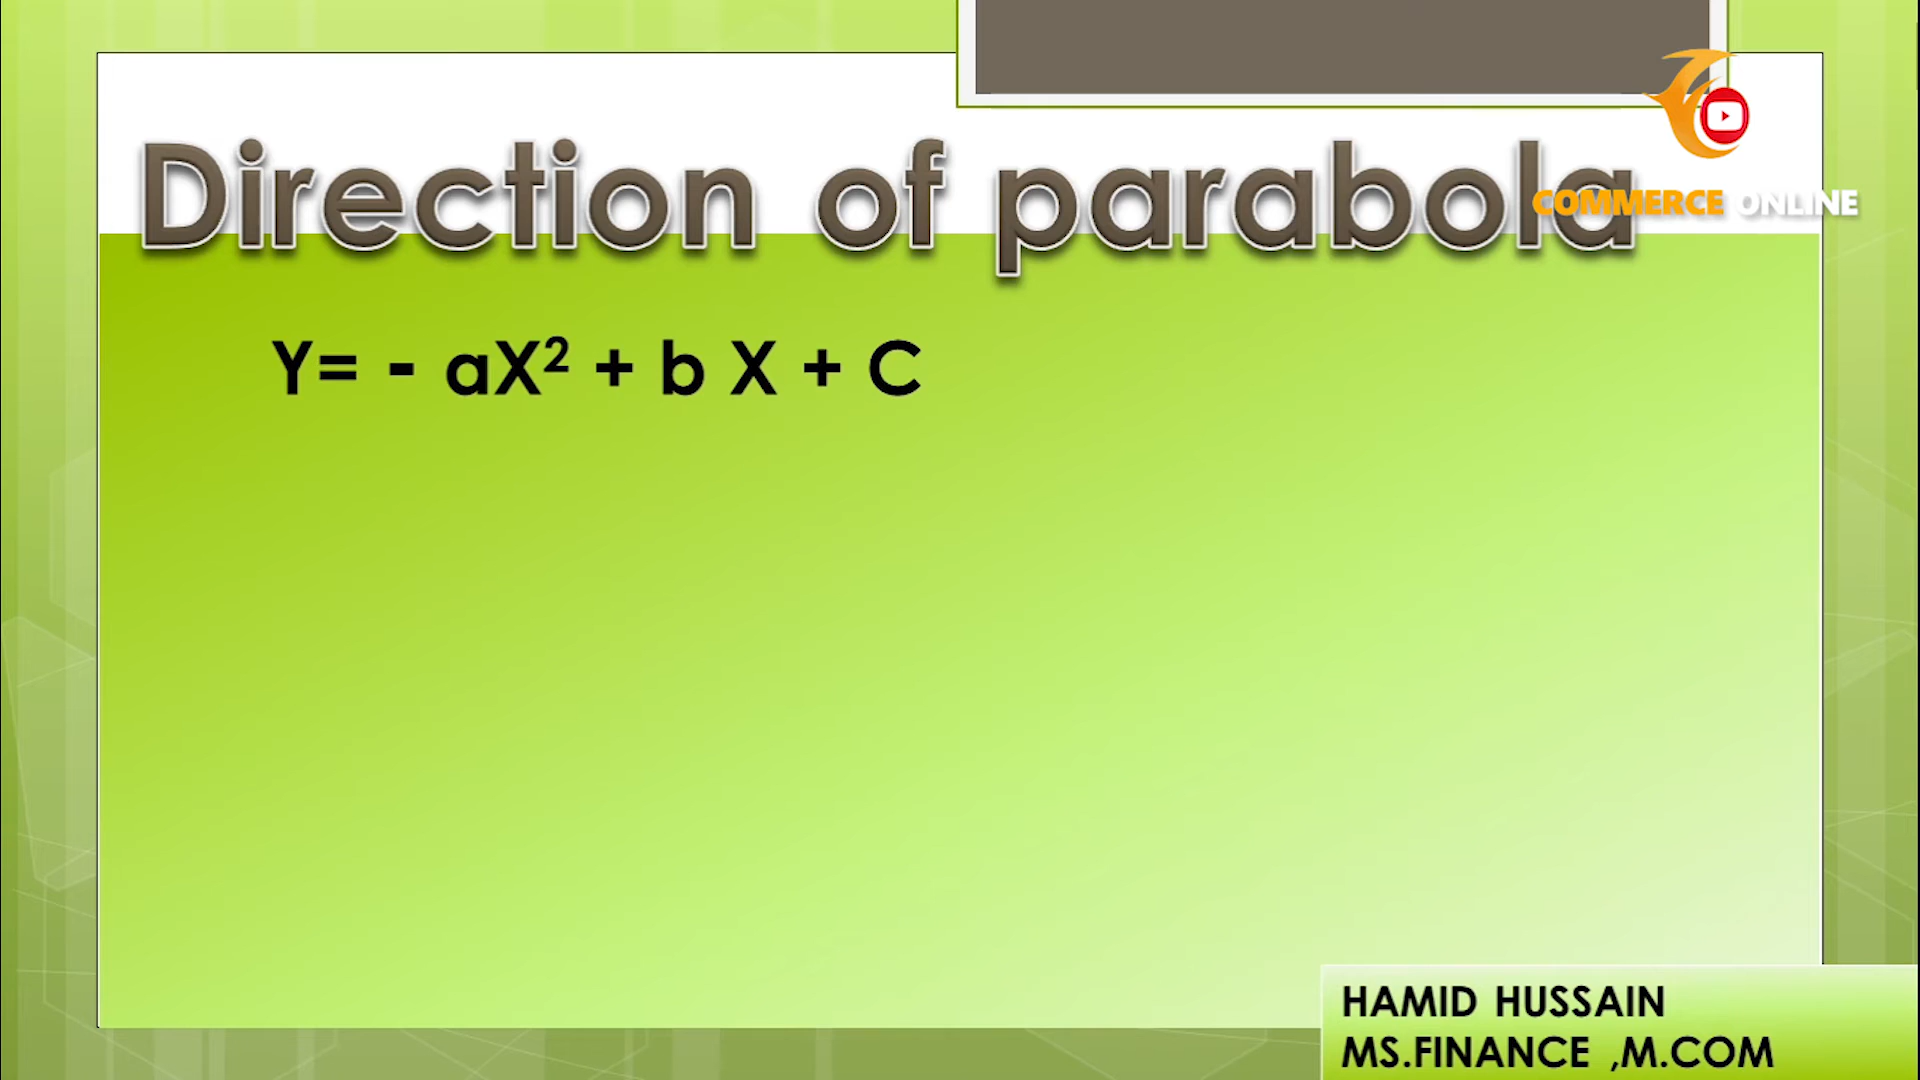 Direction of parabola
COMMERCE ONLINE
Y= - aX² + b X + C
HAMID HUSSAIN
MS.FINANCE ,M.COM